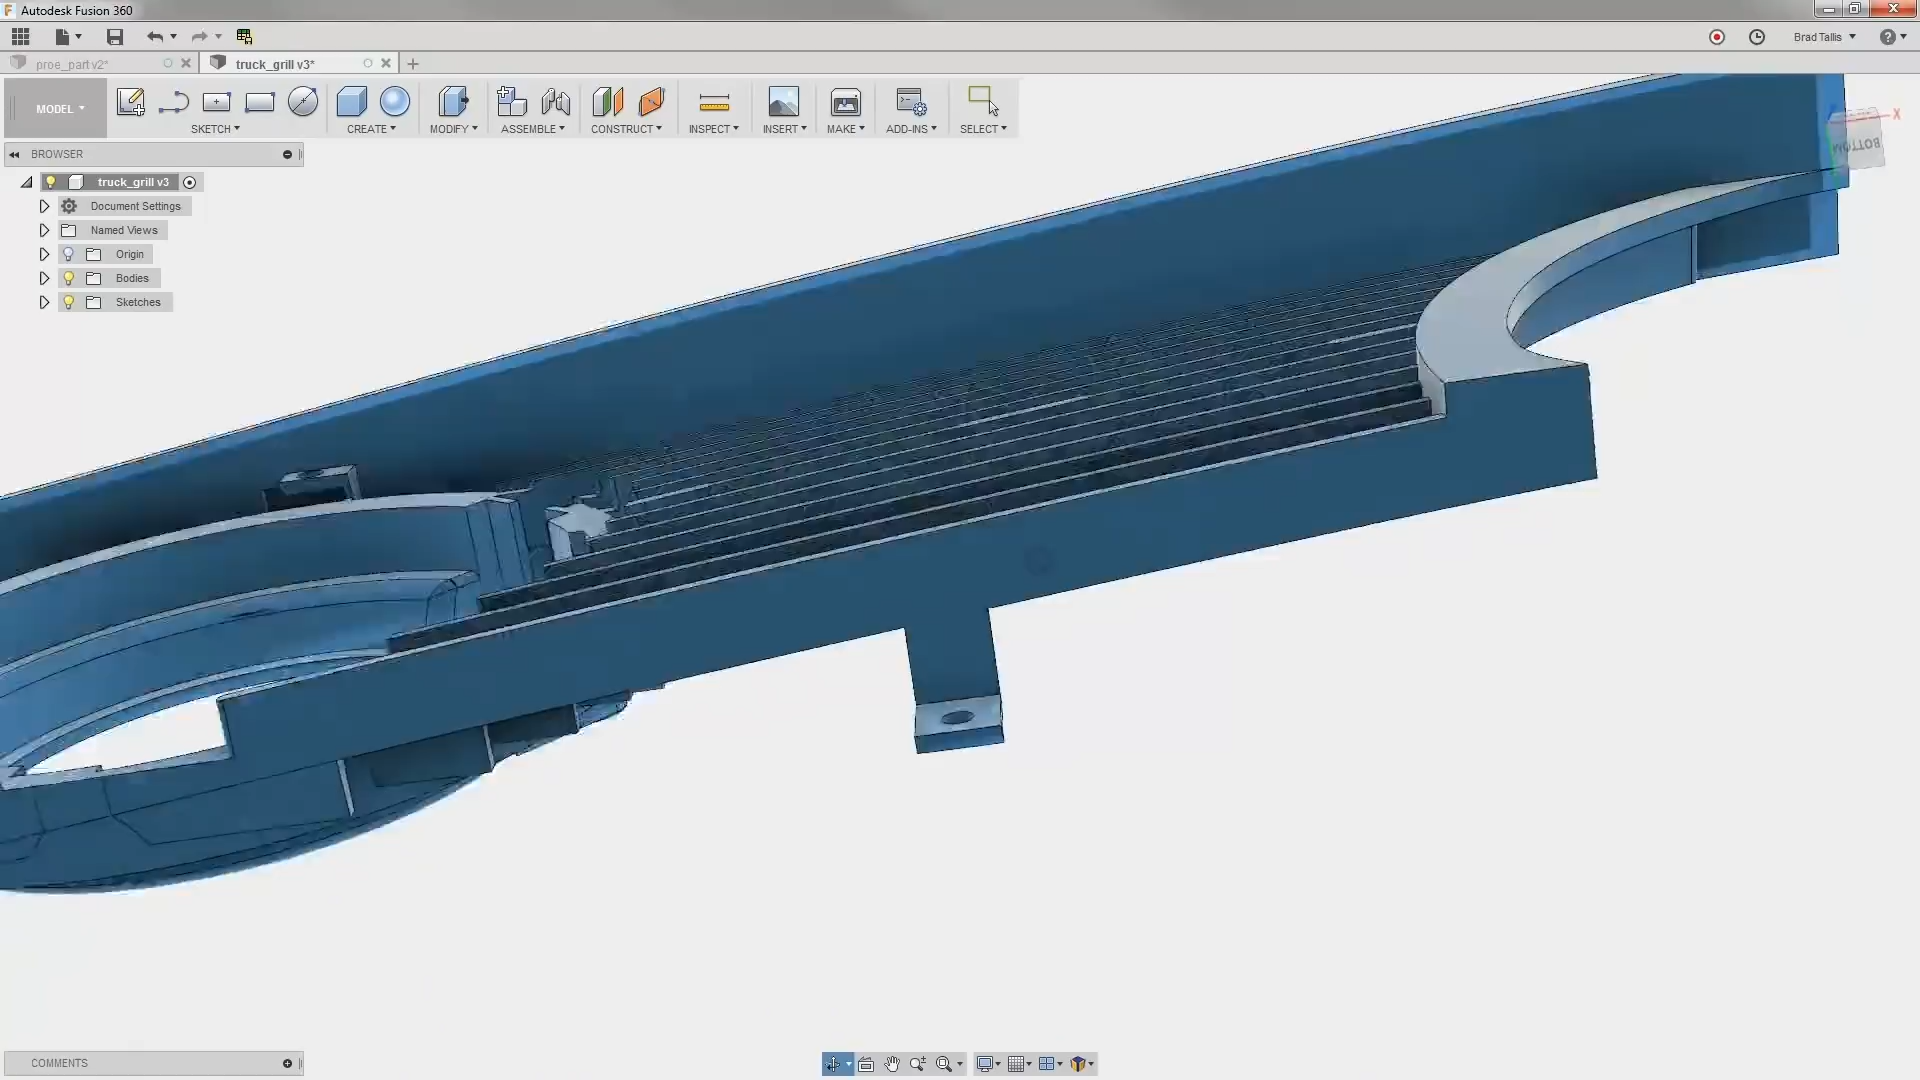 Autodesk Fusion 360
Brad Tallis
proe_part v2*
truck_grill v3*
MODEL
SKETCH
CREATE
MODIFY
ASSEMBLE
CONSTRUCT
INSPECT
INSERT
MAKE
ADD-INS
SELECT
X
BOTTOM
BROWSER
truck_grill v3
Document Settings
Named Views
Origin
Bodies
Sketches
COMMENTS